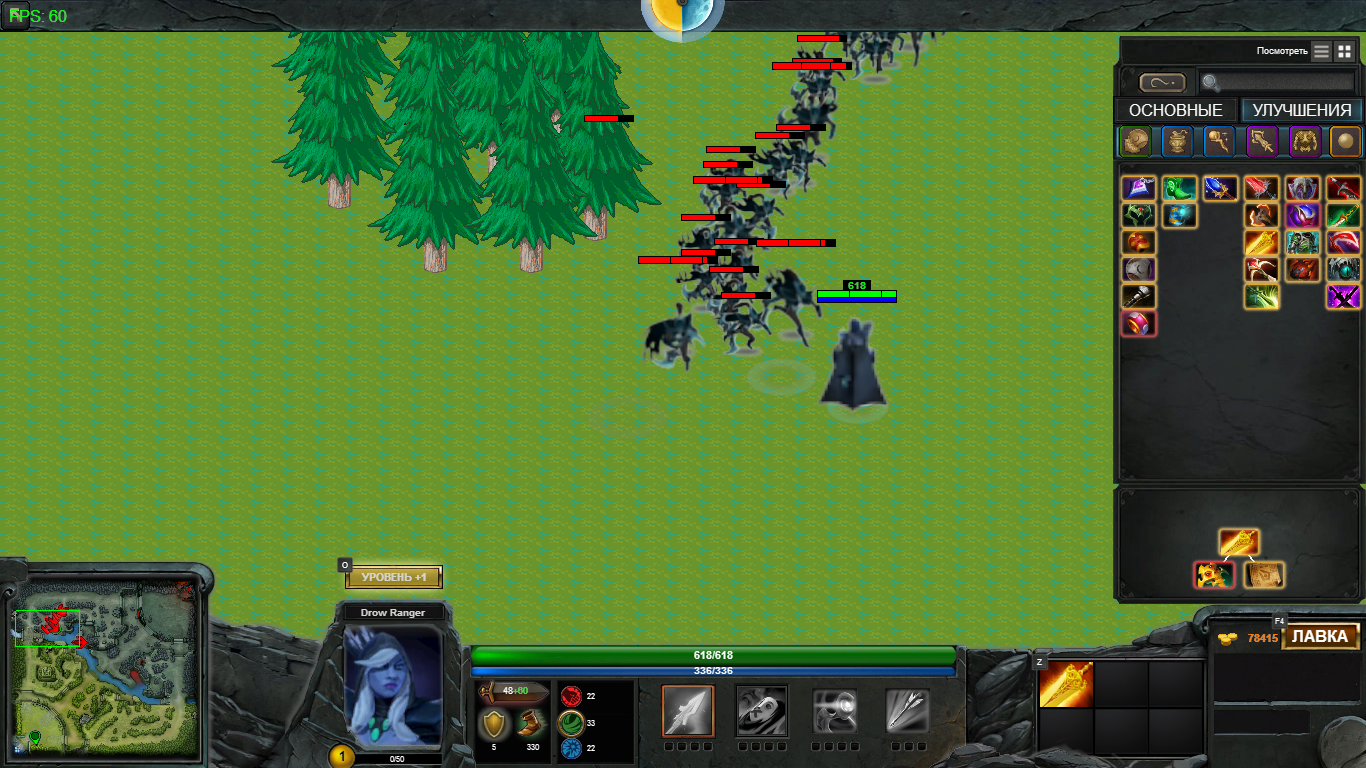 FPS: 60
Посмотреть
ОСНОВНЫЕ
УЛУЧШЕНИЯ
618
O
УРОВЕНЬ +1
Drow Ranger
1
0/50
618/618
336/336
48+80
5
330
22
33
22
Z
F4
78415
ЛАВКА